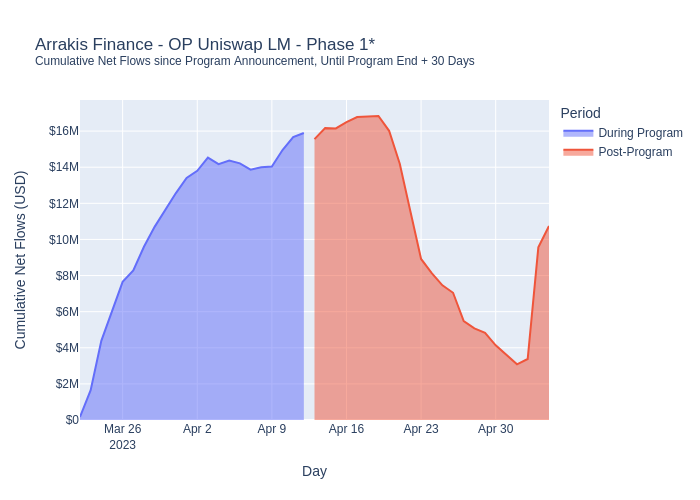 Arrakis Finance - OP Uniswap LM - Phase 1*
Cumulative Net Flows since Program Announcement, Until Program End + 30 Days
Period
During Program
Post-Program
Cumulative Net Flows (USD)
$16M
$14M
$12M
$10M
$8M
$6M
$4M
$2M
$0
Mar 26
2023
Apr 2
Apr 9
Apr 16
Apr 23
Apr 30
Day